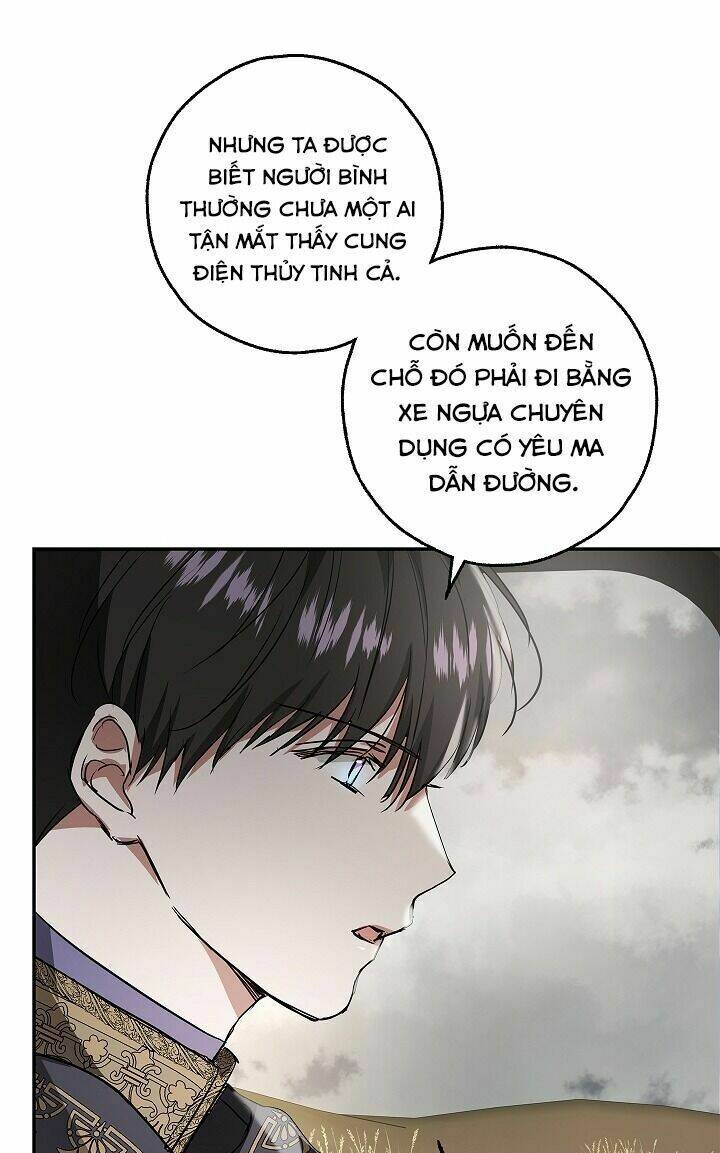 NHƯNG TA ĐƯỢC
BIẾT NGƯỜI BÌNH
THƯỜNG CHƯA MỘT AI
TẬN MẮT THẤY CUNG
ĐIỆN THỦY TINH CẢ.
CÒN MUỐN ĐẾN
CHỖ ĐÓ PHẢI ĐI BẰNG
XE NGỰA CHUYÊN
DỤNG CÓ YÊU MA
DẪN ĐƯỜNG.